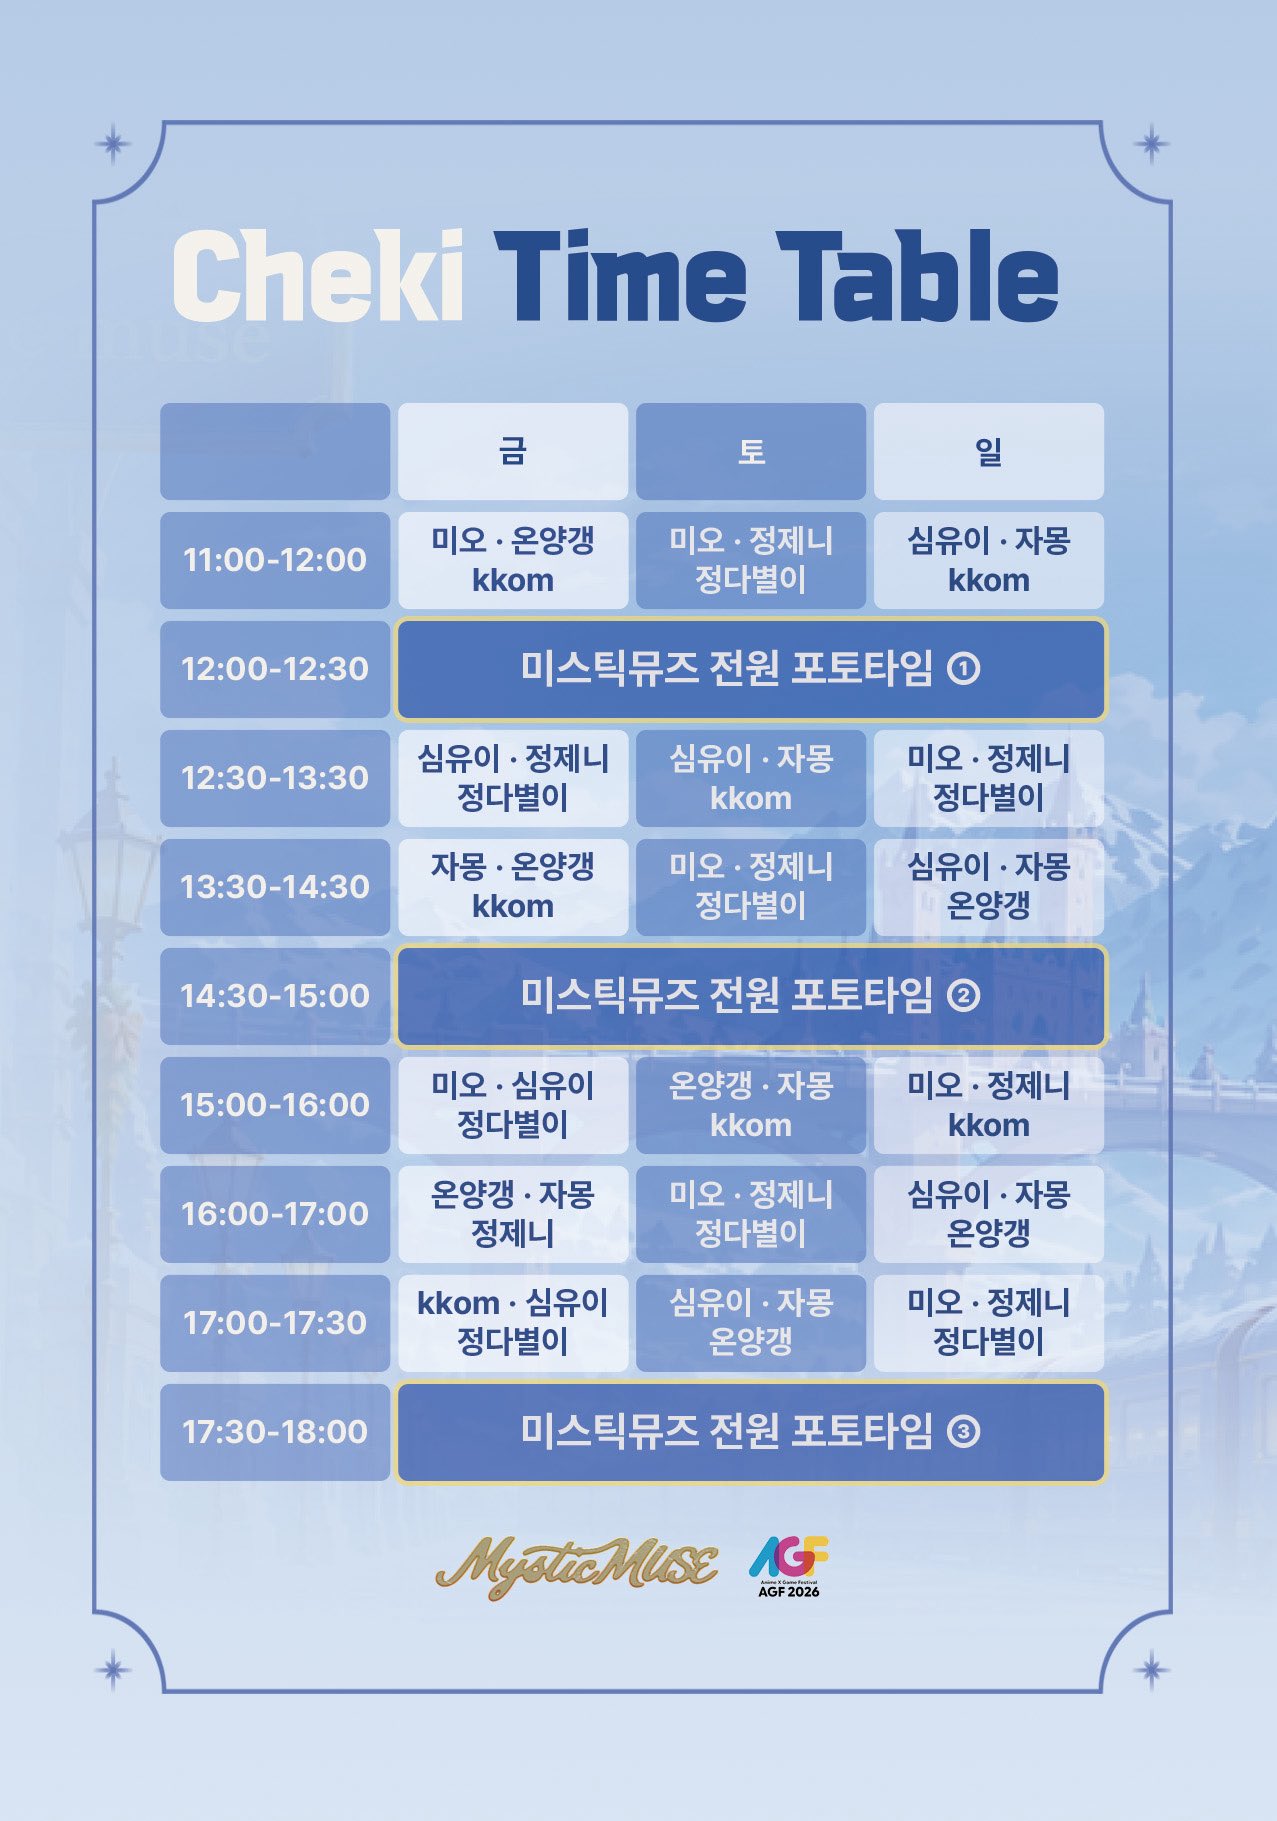 Cheki Time Table
muse
금 토 일
11:00-12:00
미오 · 온양갱
kkom
미오 · 정제니
정다별이
심유이 · 자몽
kkom
12:00-12:30
미스틱뮤즈 전원 포토타임 ①
12:30-13:30
심유이 · 정제니
정다별이
심유이 · 자몽
kkom
미오 · 정제니
정다별이
13:30-14:30
자몽 · 온양갱
kkom
미오 · 정제니
정다별이
심유이 · 자몽
온양갱
14:30-15:00
미스틱뮤즈 전원 포토타임 ②
15:00-16:00
미오 · 심유이
정다별이
온양갱 · 자몽
kkom
미오 · 정제니
kkom
16:00-17:00
온양갱 · 자몽
정제니
미오 · 정제니
정다별이
심유이 · 자몽
온양갱
17:00-17:30
kkom · 심유이
정다별이
심유이 · 자몽
온양갱
미오 · 정제니
정다별이
17:30-18:00
미스틱뮤즈 전원 포토타임 ③
MysticMuse
AGF
Anime X Game Festival
AGF 2026